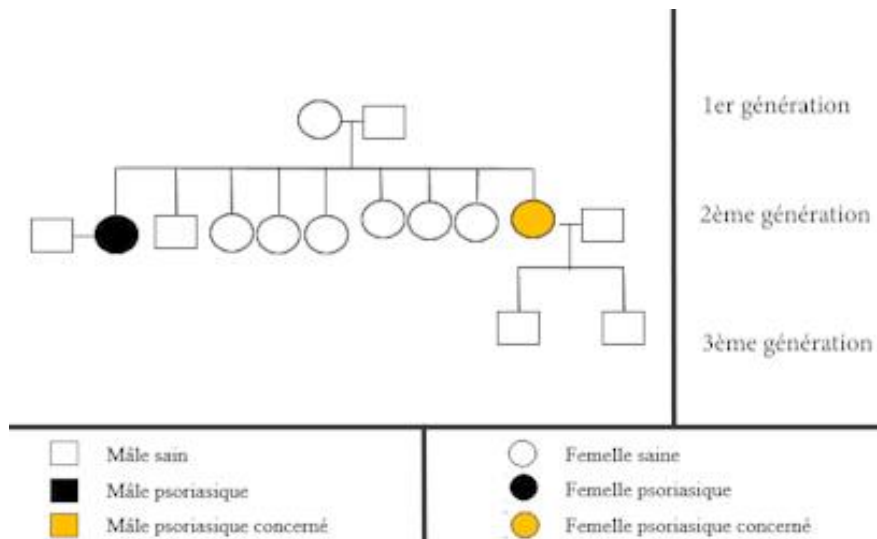 1er génération
2ème génération
3ème génération
Mâle sain
Mâle psoriasique
Mâle psoriasique concerné
Femelle saine
Femelle psoriasique
Femelle psoriasique concerné